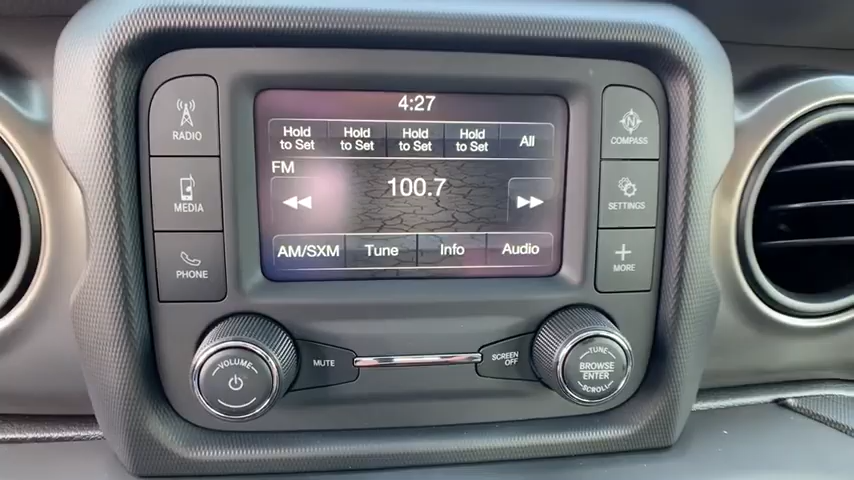 4:27
Hold to Set
Hold to Set
Hold to Set
Hold to Set
All
FM
100.7
AM/SXM
Tune
Info
Audio
RADIO
MEDIA
PHONE
N
COMPASS
SETTINGS
MORE
VOLUME
MUTE
SCREEN
OFF
TUNE
BROWSE
ENTER
SCROLL